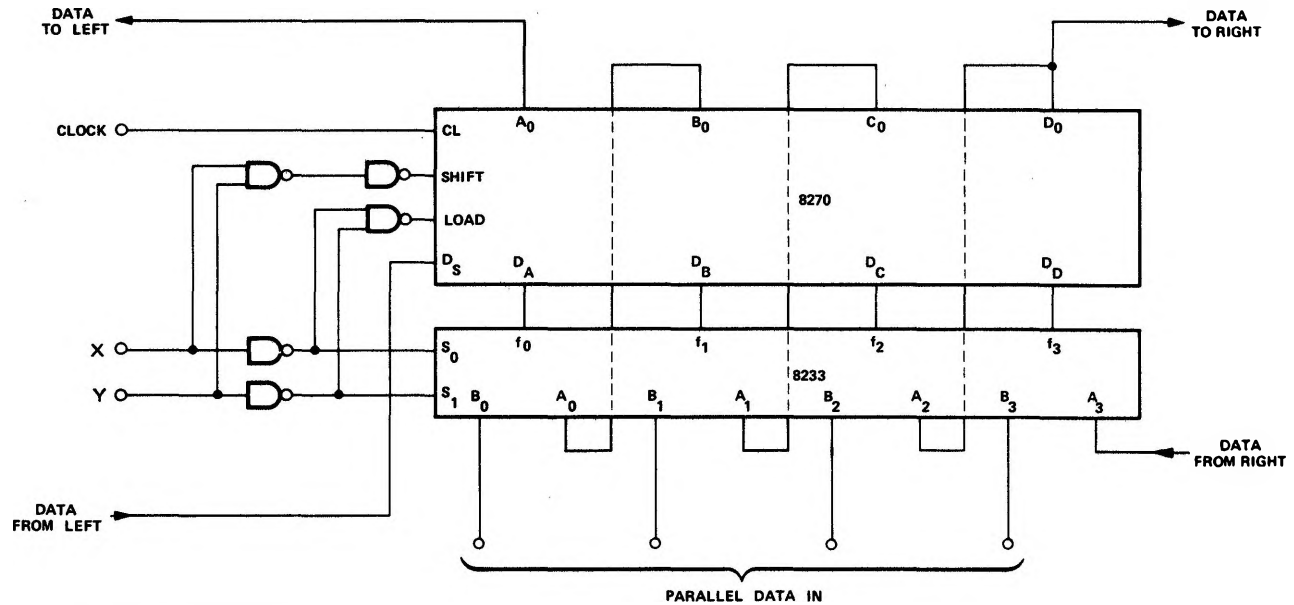 DATA
TO LEFT
DATA
TO RIGHT
CLOCK
CL
A0
B0
C0
D0
SHIFT
8270
LOAD
DS
DA
DB
DC
DD
X
S0
f0
f1
f2
f3
8233
Y
S1
B0
A0
B1
A1
B2
A2
B3
A3
DATA
FROM RIGHT
DATA
FROM LEFT
PARALLEL DATA IN